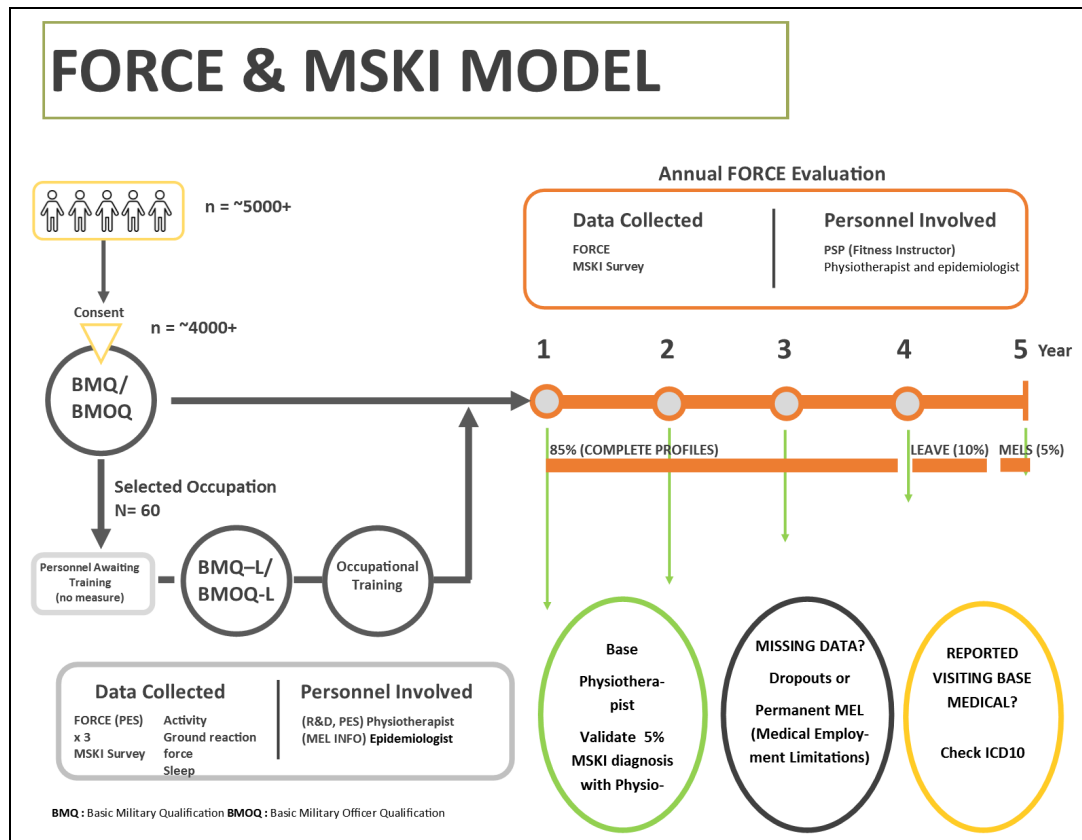 FORCE & MSKI MODEL
n = ~5000+
Consent
n = ~4000+
BMQ/
BMOQ
Selected Occupation
N= 60
Personnel Awaiting
Training
(no measure)
BMQ–L/
BMOQ-L
Occupational
Training
Data Collected
FORCE (PES)
x 3
MSKI Survey
Activity
Ground reaction
force
Sleep
Personnel Involved
(R&D, PES) Physiotherapist
(MEL INFO) Epidemiologist
BMQ : Basic Military Qualification BMOQ : Basic Military Officer Qualification
Annual FORCE Evaluation
Data Collected
FORCE
MSKI Survey
Personnel Involved
PSP (Fitness Instructor)
Physiotherapist and epidemiologist
1 2 3 4 5 Year
85% (COMPLETE PROFILES) LEAVE (10%) MELS (5%)
Base
Physiothera-
pist
Validate 5%
MSKI diagnosis
with Physio-
MISSING DATA?
Dropouts or
Permanent MEL
(Medical Employ-
ment Limitations)
REPORTED
VISITING BASE
MEDICAL?
Check ICD10